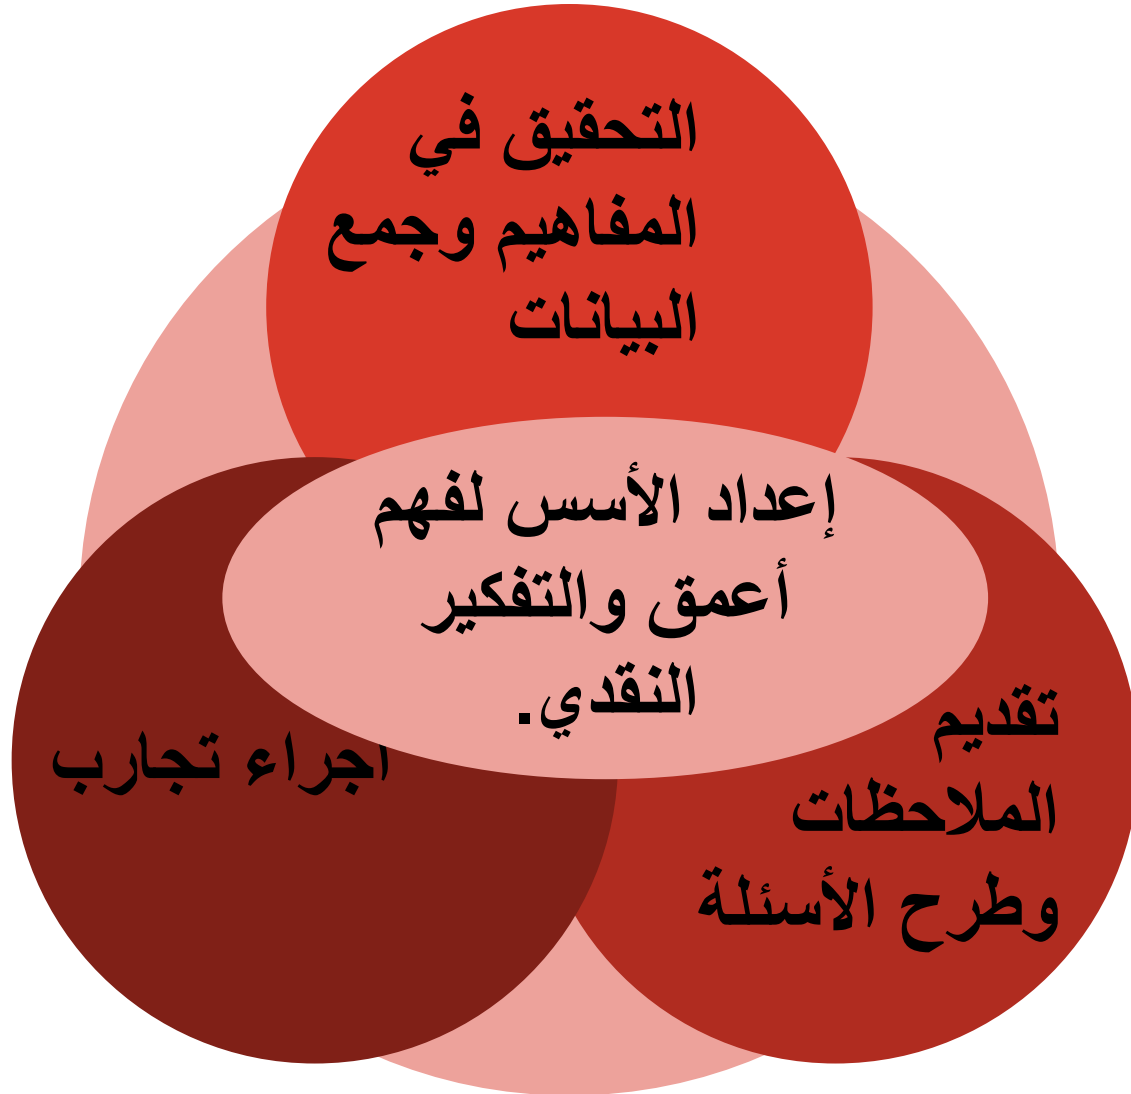 التحقيق في
المفاهيم وجمع
البيانات
إعداد الأسس لفهم
أعمق والتفكير
النقدي.
تقديم
الملاحظات
وطرح الأسئلة
اجراء تجارب